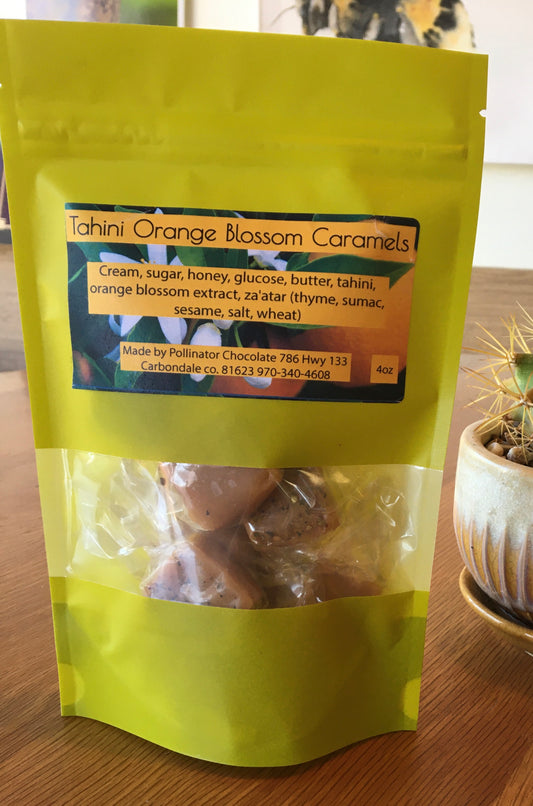 Tahini Orange Blossom Caramels
Cream, sugar, honey, glucose, butter, tahini,
orange blossom extract, za'atar (thyme, sumac,
sesame, salt, wheat)
Made by Pollinator Chocolate 786 Hwy 133
Carbondale co. 81623 970-340-4608
4oz